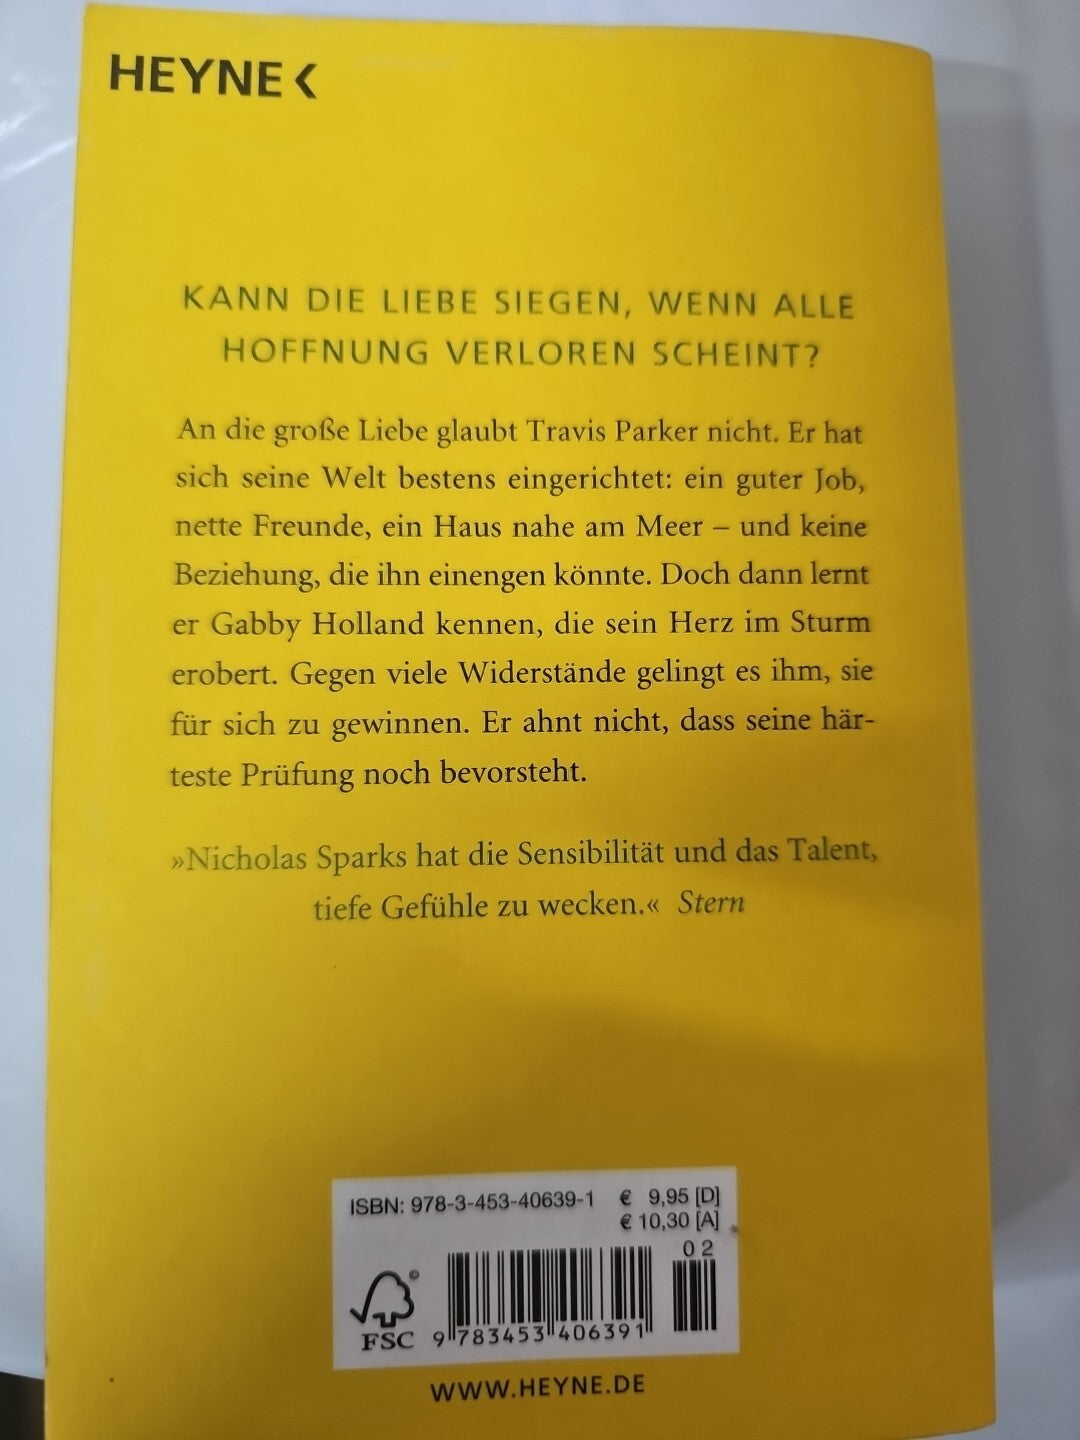 HEYNE <
KANN DIE LIEBE SIEGEN, WENN ALLE
HOFFNUNG VERLOREN SCHEINT?
An die große Liebe glaubt Travis Parker nicht. Er hat
sich seine Welt bestens eingerichtet: ein guter Job,
nette Freunde, ein Haus nahe am Meer – und keine
Beziehung, die ihn einengen könnte. Doch dann lernt
er Gabby Holland kennen, die sein Herz im Sturm
erobert. Gegen viele Widerstände gelingt es ihm, sie
für sich zu gewinnen. Er ahnt nicht, dass seine här-
teste Prüfung noch bevorsteht.
»Nicholas Sparks hat die Sensibilität und das Talent,
tiefe Gefühle zu wecken.« Stern
ISBN: 978-3-453-40639-1 € 9,95 [D]
€ 10,30 [A]
02
©
FSC
9 783453 406391
WWW.HEYNE.DE